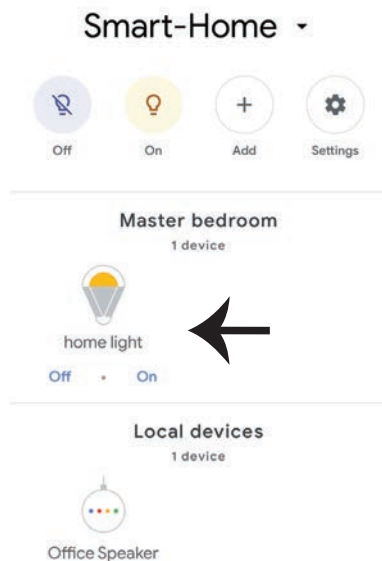 Smart-Home
Off On Add Settings
Master bedroom
1 device
home light
Off • On
Local devices
1 device
Office Speaker